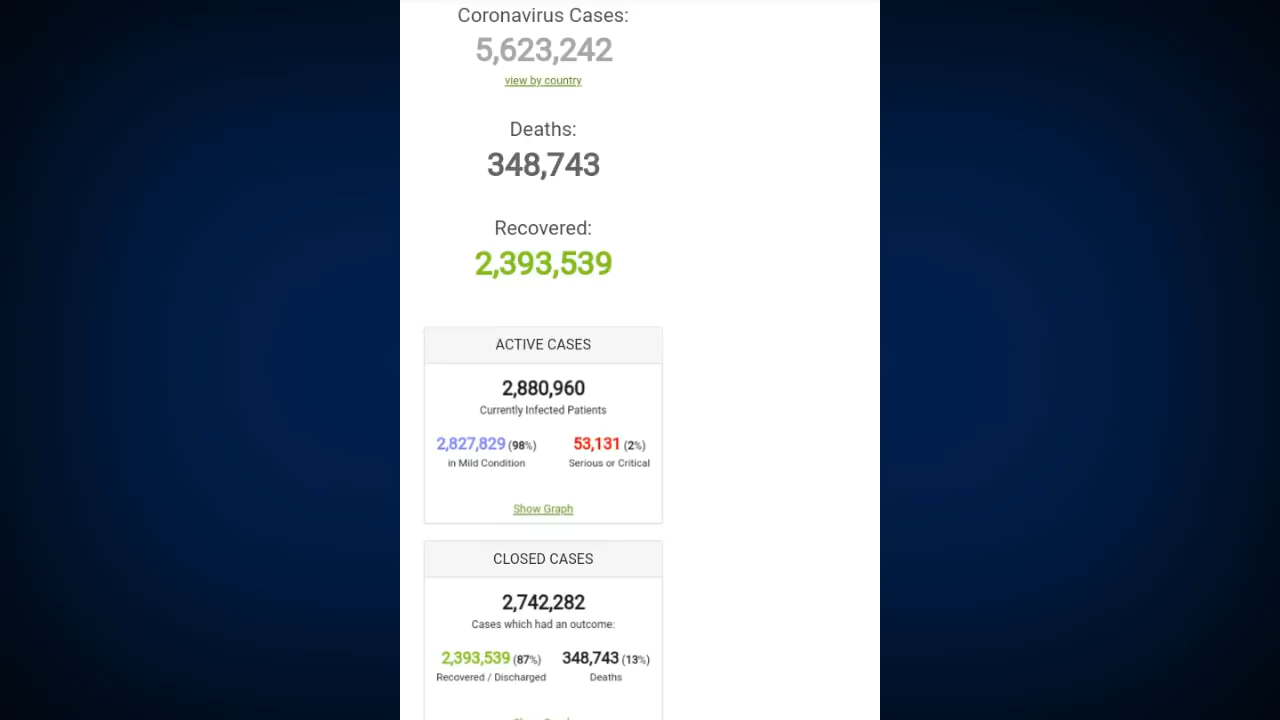 Coronavirus Cases:
5,623,242
view by country
Deaths:
348,743
Recovered:
2,393,539
ACTIVE CASES
2,880,960
Currently Infected Patients
2,827,829 (98%) 53,131 (2%)
in Mild Condition Serious or Critical
Show Graph
CLOSED CASES
2,742,282
Cases which had an outcome:
2,393,539 (87%) 348,743 (13%)
Recovered / Discharged Deaths